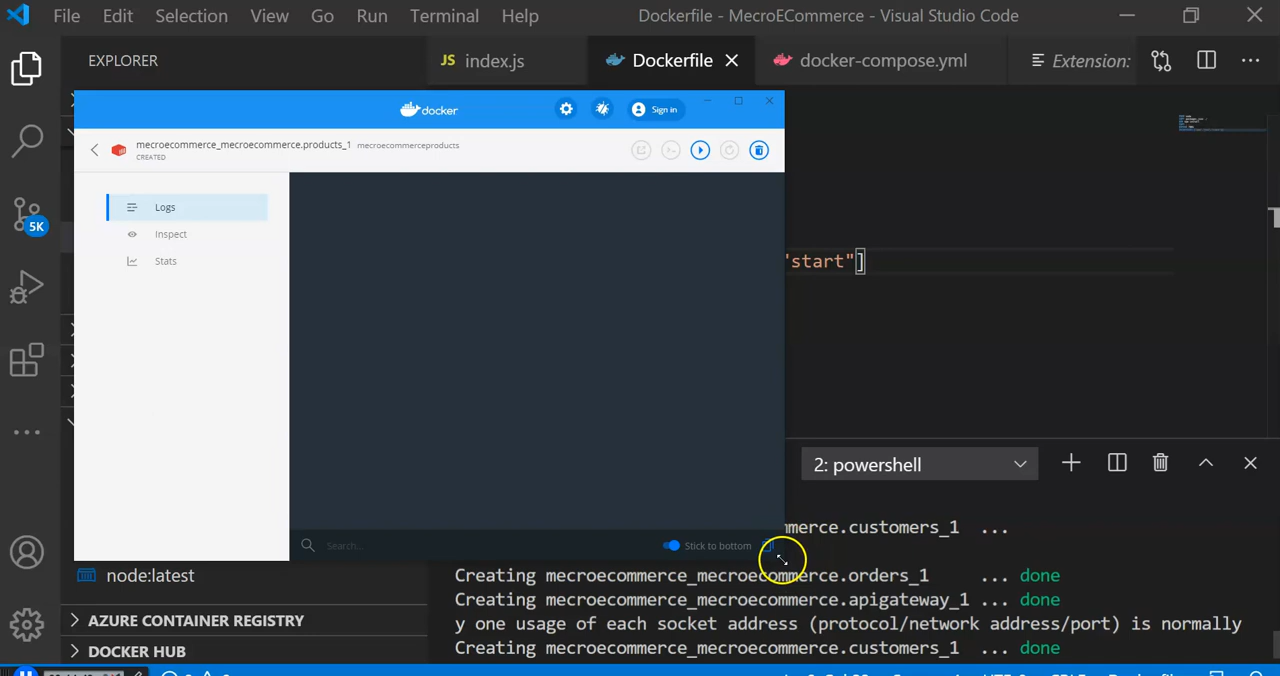 File Edit Selection View Go Run Terminal Help Dockerfile - MecroECommerce - Visual Studio Code
EXPLORER
JS index.js Dockerfile docker-compose.yml Extension:
docker
Sign in
mecroecommerce_mecroecommerce.products_1 mecroecommerceproducts
CREATED
Logs
Inspect
Stats
5K
"start"]
2: powershell
Search...
Stick to bottom
mmerce.customers_1 ...
node:latest
Creating mecroecommerce_mecroecommerce.orders_1 ... done
Creating mecroecommerce_mecroecommerce.apigateway_1 ... done
AZURE CONTAINER REGISTRY
y one usage of each socket address (protocol/network address/port) is normally
DOCKER HUB
Creating mecroecommerce_mecroecommerce.customers_1 ... done